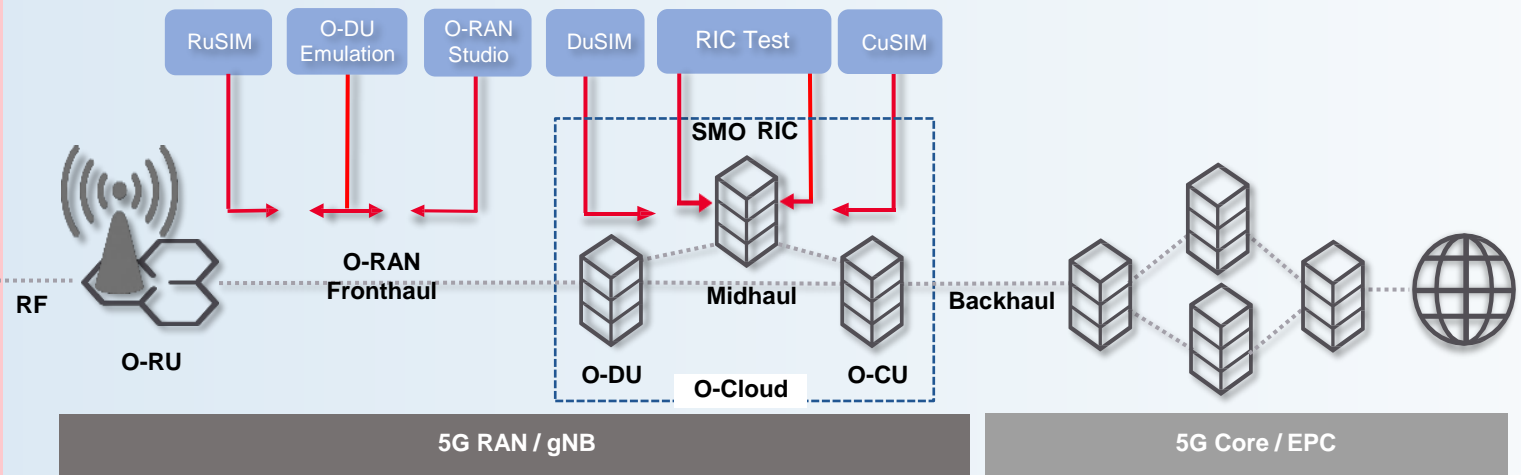 RuSIM
O-DU
Emulation
O-RAN
Studio
DuSIM
RIC Test
CuSIM
SMO RIC
O-RAN
Fronthaul
RF
Midhaul
Backhaul
O-RU
O-DU
O-CU
O-Cloud
5G RAN / gNB
5G Core / EPC